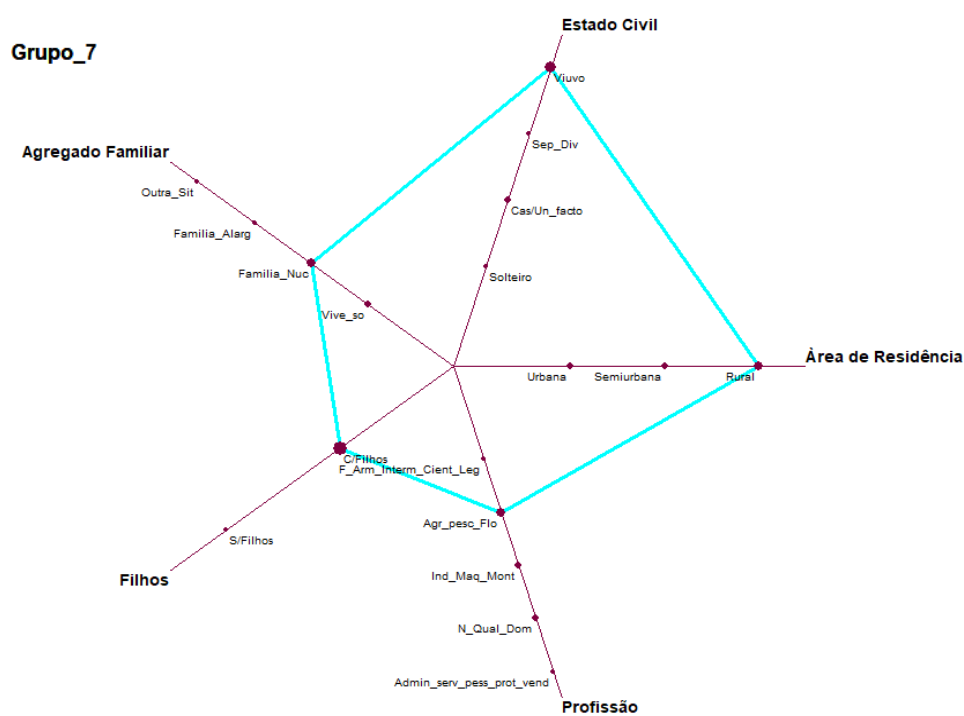 Estado Civil
Grupo_7
Viuvo
Sep_Div
Agregado Familiar
Outra_Sit
Cas/Un_facto
Familia_Alarg
Familia_Nuc
Solteiro
Vive_so
Área de Residência
Urbana
Semiurbana
Rural
C/Filhos
F_Arm_Interm_Cient_Leg
Agr_pesc_Flo
S/Filhos
Filhos
Ind_Maq_Mont
N_Qual_Dom
Admin_serv_pess_prot_vend
Profissão